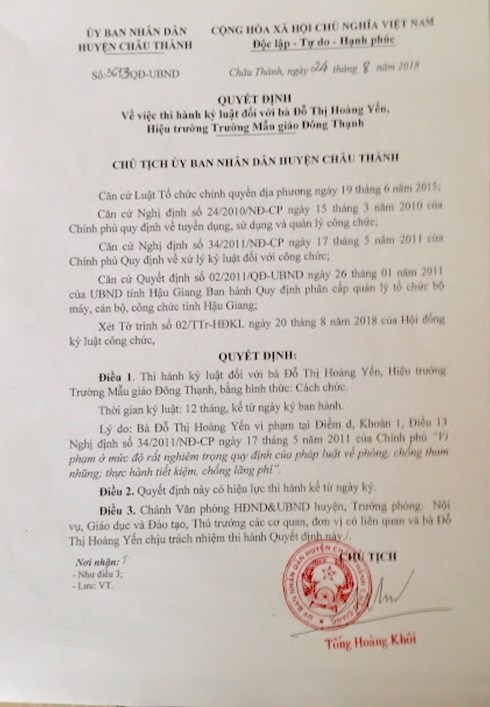 ỦY BAN NHÂN DÂN
HUYỆN CHÂU THÀNH
CỘNG HÒA XÃ HỘI CHỦ NGHĨA VIỆT NAM
Độc lập - Tự do - Hạnh phúc
Số:3613QĐ-UBND
Châu Thành, ngày 24 tháng 8 năm 2018
QUYẾT ĐỊNH
Về việc thi hành kỷ luật đối với bà Đỗ Thị Hoàng Yến,
Hiệu trưởng Trường Mẫu giáo Đông Thạnh
CHỦ TỊCH ỦY BAN NHÂN DÂN HUYỆN CHÂU THÀNH
Căn cứ Luật Tổ chức chính quyền địa phương ngày 19 tháng 6 năm 2015;
Căn cứ Nghị định số 24/2010/NĐ-CP ngày 15 tháng 3 năm 2010 của
Chính phủ quy định về tuyển dụng, sử dụng và quản lý công chức;
Căn cứ Nghị định số 34/2011/NĐ-CP ngày 17 tháng 5 năm 2011 của
Chính phủ Quy định về xử lý kỷ luật đối với công chức;
Căn cứ Quyết định số 02/2011/QĐ-UBND ngày 26 tháng 01 năm 2011
của UBND tỉnh Hậu Giang Ban hành Quy định phân cấp quản lý tổ chức bộ
máy, cán bộ, công chức tỉnh Hậu Giang;
Xét Tờ trình số 02/TTr-HĐKL ngày 20 tháng 8 năm 2018 của Hội đồng
kỷ luật công chức,
QUYẾT ĐỊNH:
Điều 1. Thi hành kỷ luật đối với bà Đỗ Thị Hoàng Yến, Hiệu trưởng
Trường Mẫu giáo Đông Thạnh, bằng hình thức: Cách chức.
Thời gian kỷ luật: 12 tháng, kể từ ngày ký ban hành.
Lý do: Bà Đỗ Thị Hoàng Yến vi phạm tại Điểm d, Khoản 1, Điều 13
Nghị định số 34/2011/NĐ-CP ngày 17 tháng 5 năm 2011 của Chính phủ "Vi
phạm ở mức độ rất nghiêm trọng quy định của pháp luật về phòng, chống tham
nhũng; thực hành tiết kiệm, chống lãng phí".
Điều 2. Quyết định này có hiệu lực thi hành kể từ ngày ký.
Điều 3. Chánh Văn phòng HĐND&UBND huyện, Trưởng phòng: Nội
vụ, Giáo dục và Đào tạo, Thủ trưởng các cơ quan, đơn vị có liên quan và bà Đỗ
Thị Hoàng Yến chịu trách nhiệm thi hành Quyết định này./.
Nơi nhận:
- Như điều 3;
- Lưu: VT.
CHỦ TỊCH
Tống Hoàng Khôi